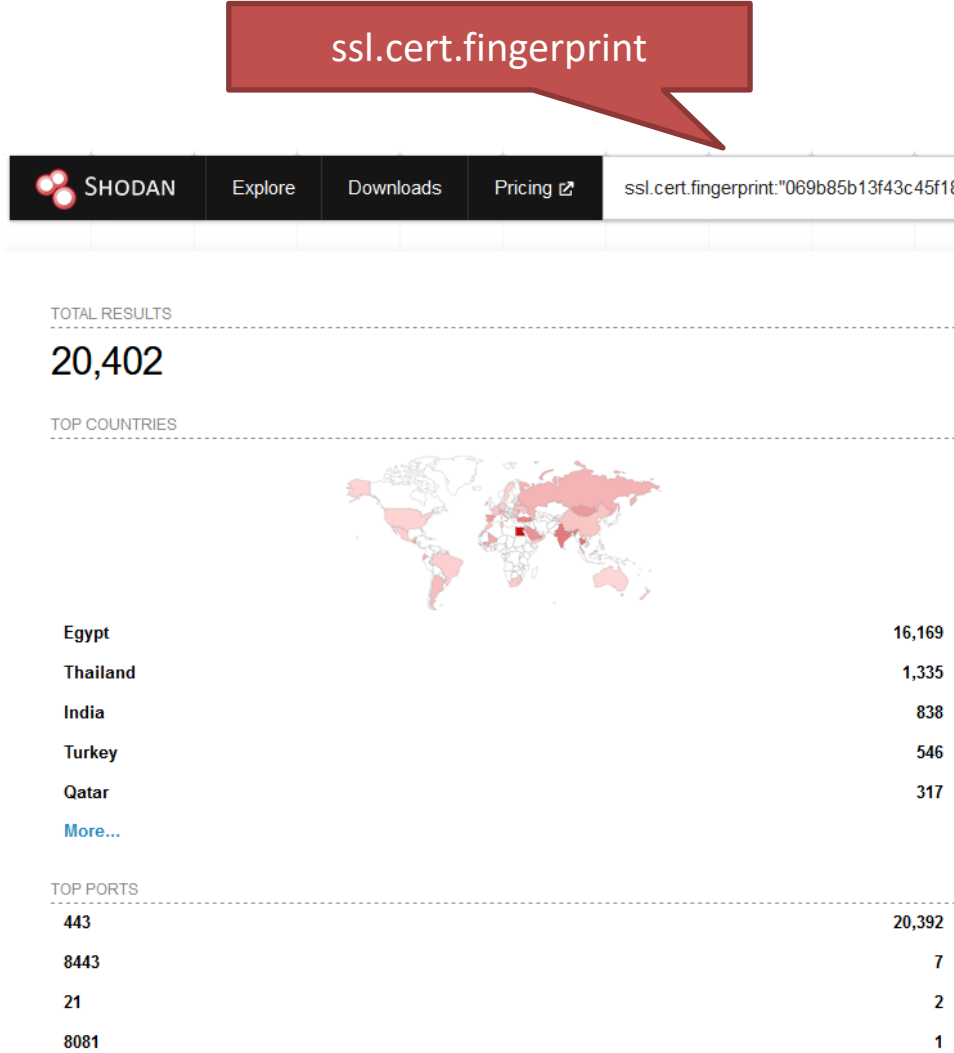 ssl.cert.fingerprint
SHODAN Explore Downloads Pricing ssl.cert.fingerprint:"069b85b13f43c45f18
TOTAL RESULTS
20,402
TOP COUNTRIES
Egypt 16,169
Thailand 1,335
India 838
Turkey 546
Qatar 317
More...
TOP PORTS
443 20,392
8443 7
21 2
8081 1